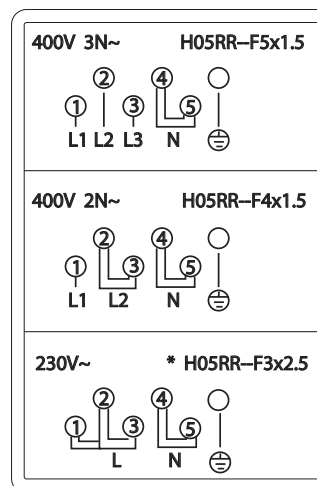 400V 3N~ H05RR--F5x1.5
2 4
1 3 5
L1 L2 L3 N
400V 2N~ H05RR--F4x1.5
2 4
1 3 5
L1 L2 N
230V~ * H05RR--F3x2.5
2 4
1 3 5
L N